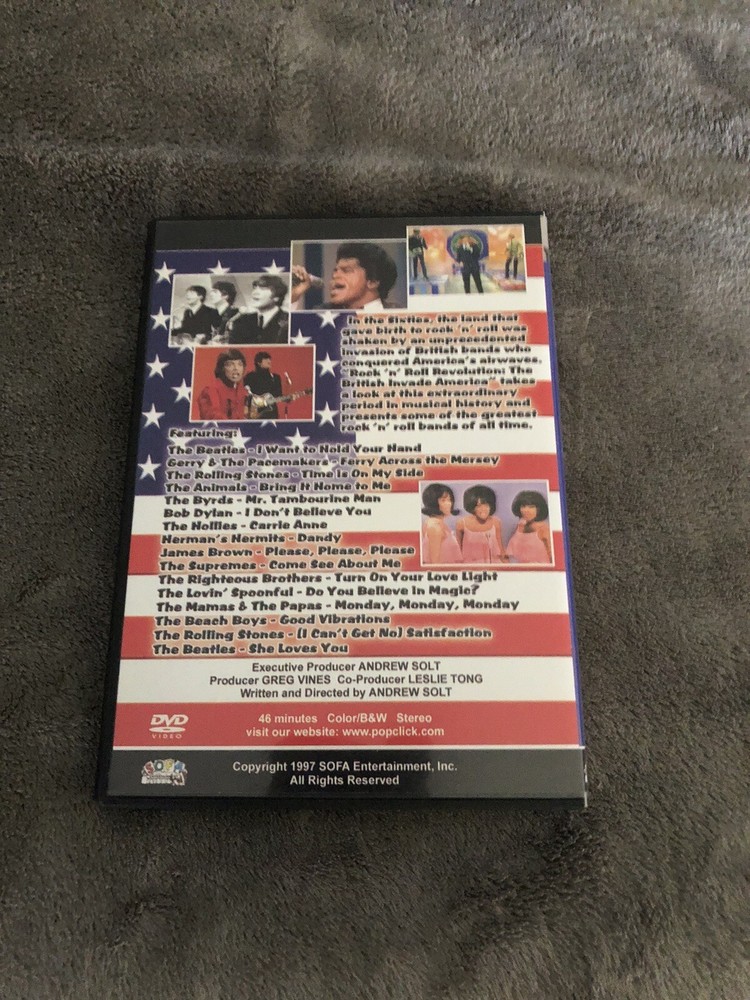 In the Sixties, the land that
gave birth to rock 'n' roll was
shaken by an unprecedented
invasion of British bands who
conquered America's airwaves.
"Rock 'n' Roll Revolution: The
British Invade America" takes
a look at this extraordinary
period in musical history and
presents some of the greatest
rock 'n' roll bands of all time.
Featuring:
The Beatles - I Want to Hold Your Hand
Gerry & The Pacemakers - Ferry Across the Mersey
The Rolling Stones - Time Is On My Side
The Animals - Bring It Home to Me
The Byrds - Mr. Tambourine Man
Bob Dylan - I Don't Believe You
The Hollies - Carrie Anne
Herman's Hermits - Dandy
James Brown - Please, Please, Please
The Supremes - Come See About Me
The Righteous Brothers - Turn On Your Love Light
The Lovin' Spoonful - Do You Believe in Magic?
The Mamas & The Papas - Monday, Monday, Monday
The Beach Boys - Good Vibrations
The Rolling Stones - (I Can't Get No) Satisfaction
The Beatles - She Loves You
Executive Producer ANDREW SOLT
Producer GREG VINES Co-Producer LESLIE TONG
Written and Directed by ANDREW SOLT
DVD
VIDEO
46 minutes Color/B&W Stereo
visit our website: www.popclick.com
SOFA
Copyright 1997 SOFA Entertainment, Inc.
All Rights Reserved